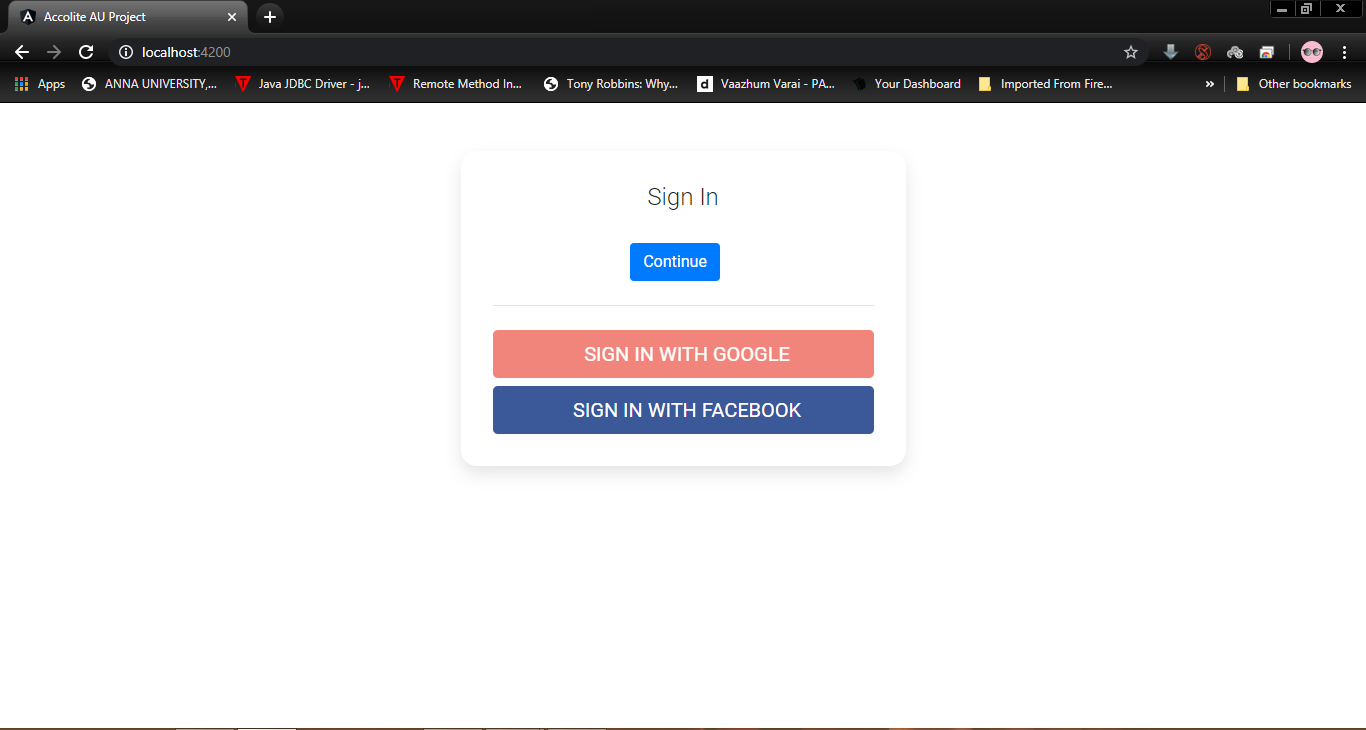 Accolite AU Project
localhost:4200
Apps ANNA UNIVERSITY,... Java JDBC Driver - j... Remote Method In... Tony Robbins: Why... Vaazhum Varai - PA... Your Dashboard Imported From Fire... » Other bookmarks
Sign In
Continue
SIGN IN WITH GOOGLE
SIGN IN WITH FACEBOOK